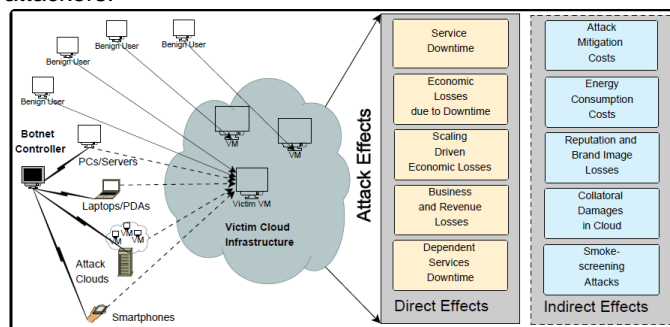 attackers.
Benign User
Benign User
Benign User
Benign User
Botnet
Controller
PCs/Servers
Laptops/PDAs
VM
VM
VM
Attack
Clouds
Smartphones
VM
VM
Victim VM
Victim Cloud
Infrastructure
Attack Effects
Service
Downtime
Economic
Losses
due to Downtime
Scaling
Driven
Economic Losses
Business
and Revenue
Losses
Dependent
Services
Downtime
Direct Effects
Attack
Mitigation
Costs
Energy
Consumption
Costs
Reputation and
Brand Image
Losses
Collatoral
Damages
in Cloud
Smoke-
screening
Attacks
Indirect Effects